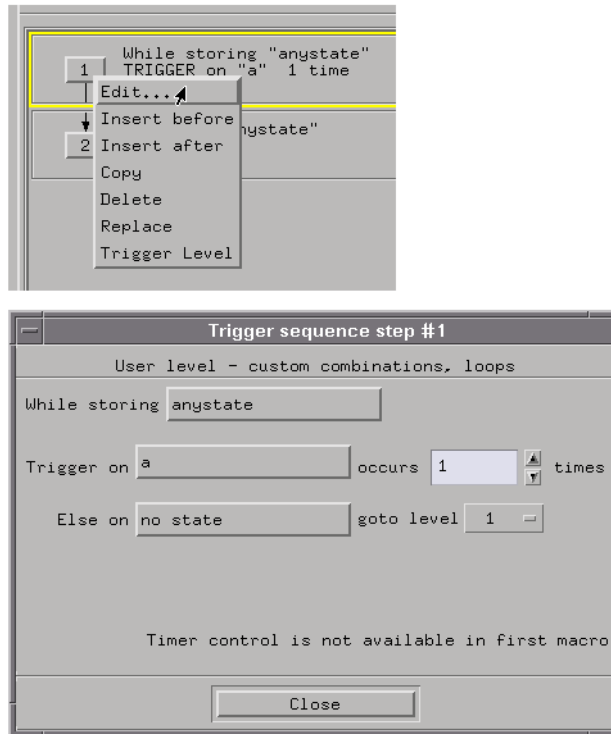 While storing "anystate"
1 TRIGGER on "a" 1 time
Edit...
Insert before
nystate"
2 Insert after
Copy
Delete
Replace
Trigger Level
Trigger sequence step #1
User level - custom combinations, loops
While storing anystate
Trigger on a occurs 1 times
Else on no state goto level 1
Timer control is not available in first macro
Close